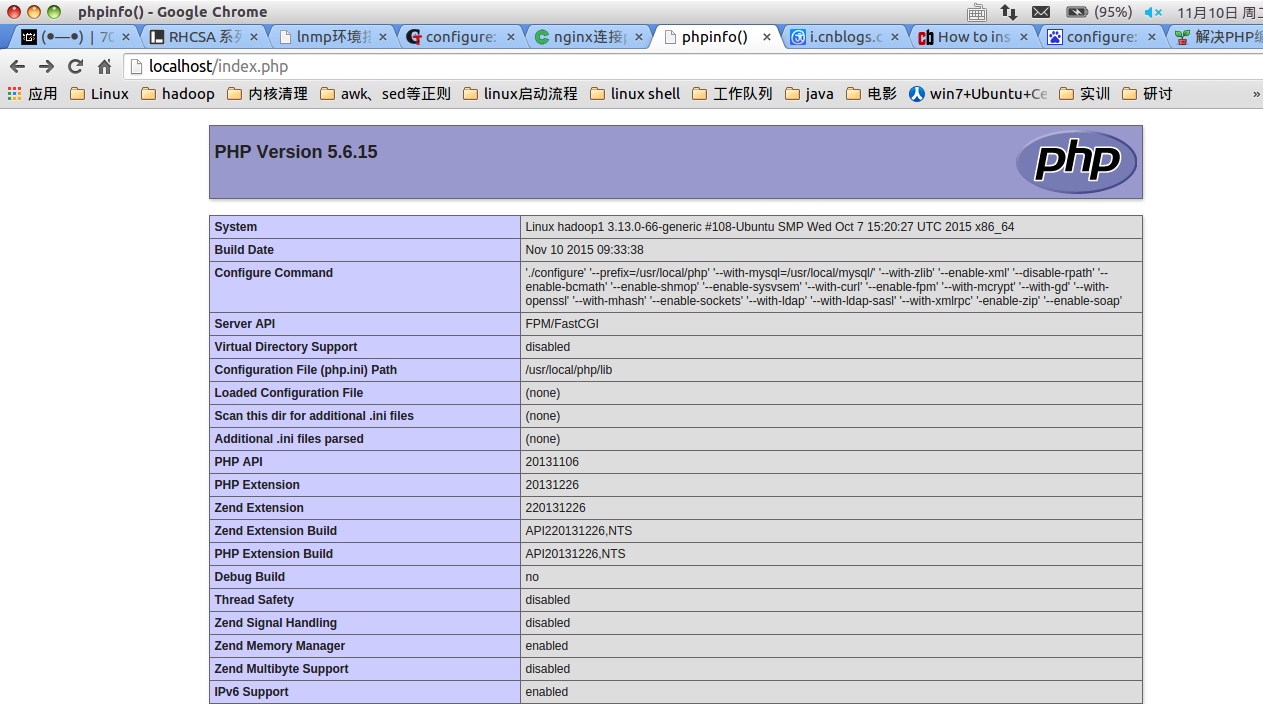 phpinfo() - Google Chrome
(95%) 11月10日 周二
(•—•) | 7
RHCSA 系列
lnmp环境搭
configure:
nginx连接
phpinfo()
i.cnblogs.c
How to ins
configure:
解决PHP编
localhost/index.php
应用 Linux hadoop 内核清理 awk、sed等正则 linux启动流程 linux shell 工作队列 java 电影 win7+Ubuntu+Ce 实训 研讨 »
PHP Version 5.6.15
php
System Linux hadoop1 3.13.0-66-generic #108-Ubuntu SMP Wed Oct 7 15:20:27 UTC 2015 x86_64
Build Date Nov 10 2015 09:33:38
Configure Command './configure' '--prefix=/usr/local/php' '--with-mysql=/usr/local/mysql/' '--with-zlib' '--enable-xml' '--disable-rpath' '--
enable-bcmath' '--enable-shmop' '--enable-sysvsem' '--with-curl' '--enable-fpm' '--with-mcrypt' '--with-gd' '--with-
openssl' '--with-mhash' '--enable-sockets' '--with-ldap' '--with-ldap-sasl' '--with-xmlrpc' '-enable-zip' '--enable-soap'
Server API FPM/FastCGI
Virtual Directory Support disabled
Configuration File (php.ini) Path /usr/local/php/lib
Loaded Configuration File (none)
Scan this dir for additional .ini files (none)
Additional .ini files parsed (none)
PHP API 20131106
PHP Extension 20131226
Zend Extension 220131226
Zend Extension Build API220131226,NTS
PHP Extension Build API20131226,NTS
Debug Build no
Thread Safety disabled
Zend Signal Handling disabled
Zend Memory Manager enabled
Zend Multibyte Support disabled
IPv6 Support enabled